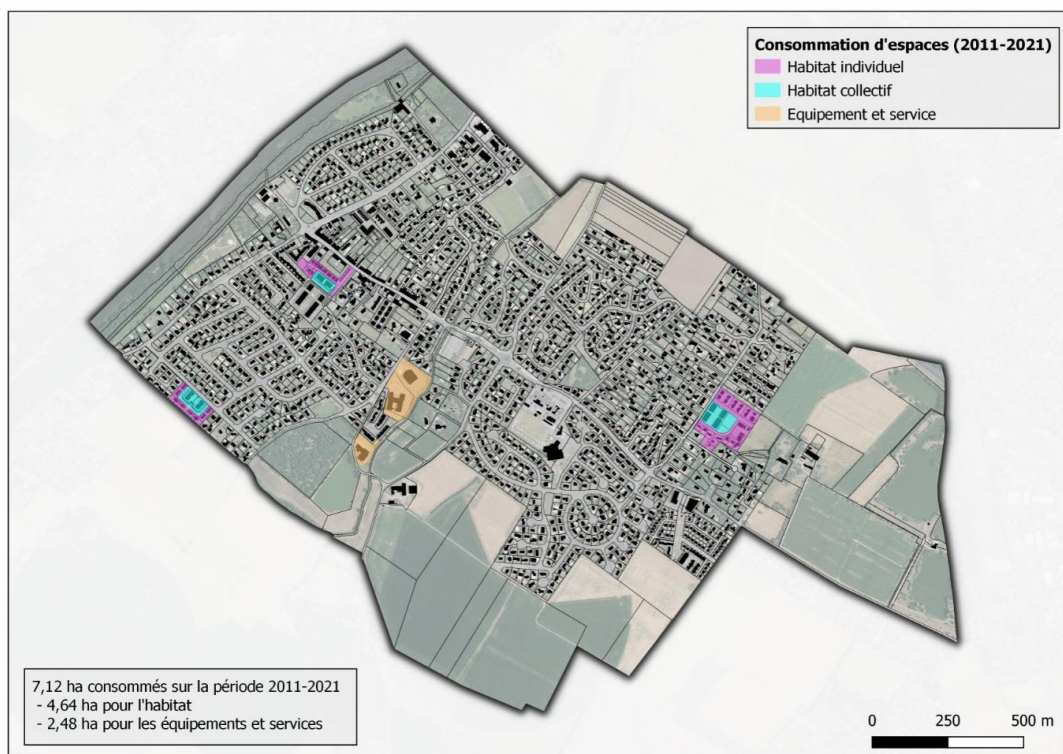 Consommation d'espaces (2011-2021)
Habitat individuel
Habitat collectif
Equipement et service
7,12 ha consommés sur la période 2011-2021
- 4,64 ha pour l'habitat
- 2,48 ha pour les équipements et services
0 250 500 m